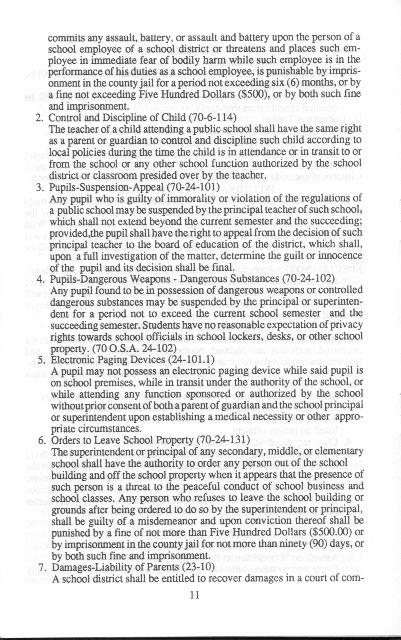 commits any assault, battery, or assault and battery upon the person of a
school employee of a school district or threatens and places such em-
ployee in immediate fear of bodily harm while such employee is in the
performance of his duties as a school employee, is punishable by impris-
onment in the county jail for a period not exceeding six (6) months, or by
a fine not exceeding Five Hundred Dollars ($500), or by both such fine
and imprisonment.
2. Control and Discipline of Child (70-6-114)
The teacher of a child attending a public school shall have the same right
as a parent or guardian to control and discipline such child according to
local policies during the time the child is in attendance or in transit to or
from the school or any other school function authorized by the school
district or classroom presided over by the teacher.
3. Pupils-Suspension-Appeal (70-24-101)
Any pupil who is guilty of immorality or violation of the regulations of
a public school may be suspended by the principal teacher of such school,
which shall not extend beyond the current semester and the succeeding;
provided,the pupil shall have the right to appeal from the decision of such
principal teacher to the board of education of the district, which shall,
upon a full investigation of the matter, determine the guilt or innocence
of the pupil and its decision shall be final.
4. Pupils-Dangerous Weapons - Dangerous Substances (70-24-102)
Any pupil found to be in possession of dangerous weapons or controlled
dangerous substances may be suspended by the principal or superinten-
dent for a period not to exceed the current school semester and the
succeeding semester. Students have no reasonable expectation of privacy
rights towards school officials in school lockers, desks, or other school
property. (70 O.S.A. 24-102)
5. Electronic Paging Devices (24-101.1)
A pupil may not possess an electronic paging device while said pupil is
on school premises, while in transit under the authority of the school, or
while attending any function sponsored or authorized by the school
without prior consent of both a parent of guardian and the school principal
or superintendent upon establishing a medical necessity or other appro-
priate circumstances.
6. Orders to Leave School Property (70-24-131)
The superintendent or principal of any secondary, middle, or elementary
school shall have the authority to order any person out of the school
building and off the school property when it appears that the presence of
such person is a threat to the peaceful conduct of school business and
school classes. Any person who refuses to leave the school building or
grounds after being ordered to do so by the superintendent or principal,
shall be guilty of a misdemeanor and upon conviction thereof shall be
punished by a fine of not more than Five Hundred Dollars ($500.00) or
by imprisonment in the county jail for not more than ninety (90) days, or
by both such fine and imprisonment.
7. Damages-Liability of Parents (23-10)
A school district shall be entitled to recover damages in a court of com-
11